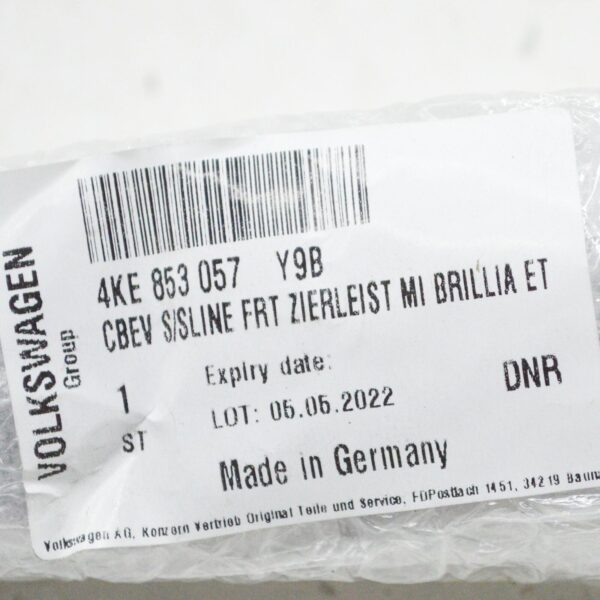 VOLKSWAGEN
Group
4KE 853 057 Y9B
CBEV S/SLINE FRT ZIERLEIST MI BRILLIA ET
1
ST
Expiry date:
LOT: 05.05.2022
DNR
Made in Germany
Volkswagen AG, Konzern Vertrieb Original Teile und Service, FDPostfach 1451, 34219 Bauna